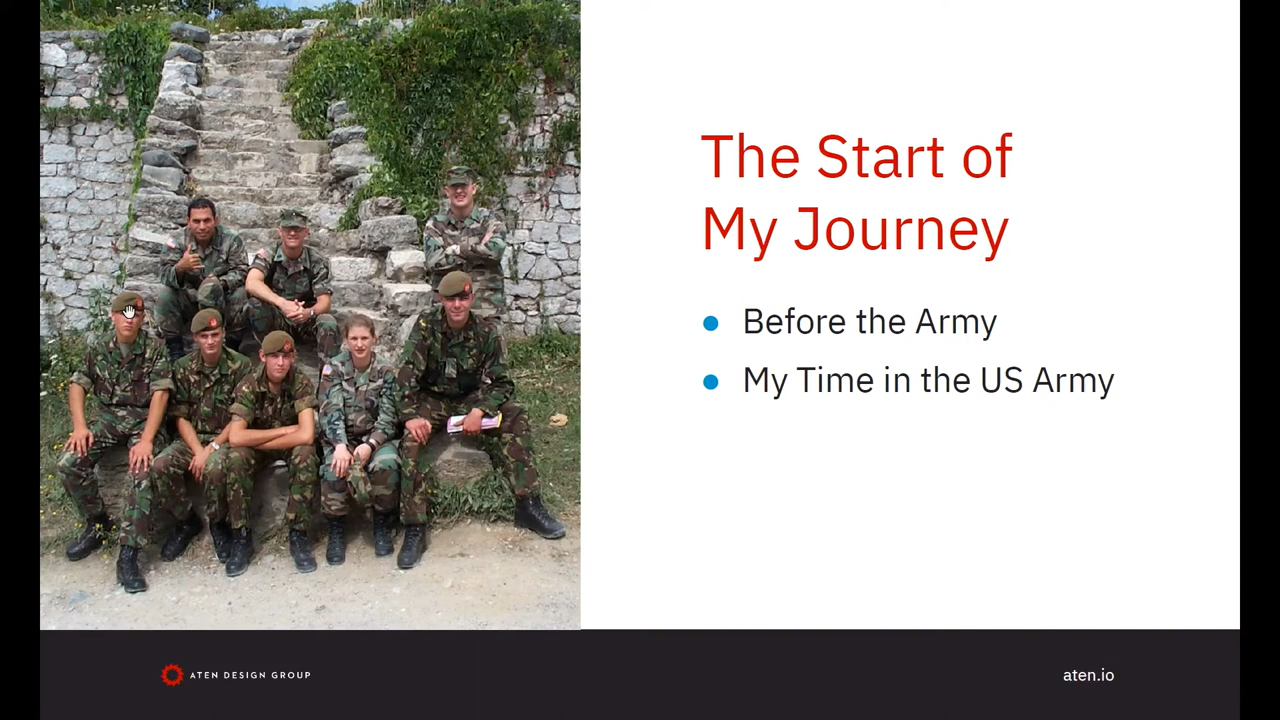 The Start of
My Journey
Before the Army
My Time in the US Army
ATEN DESIGN GROUP
aten.io